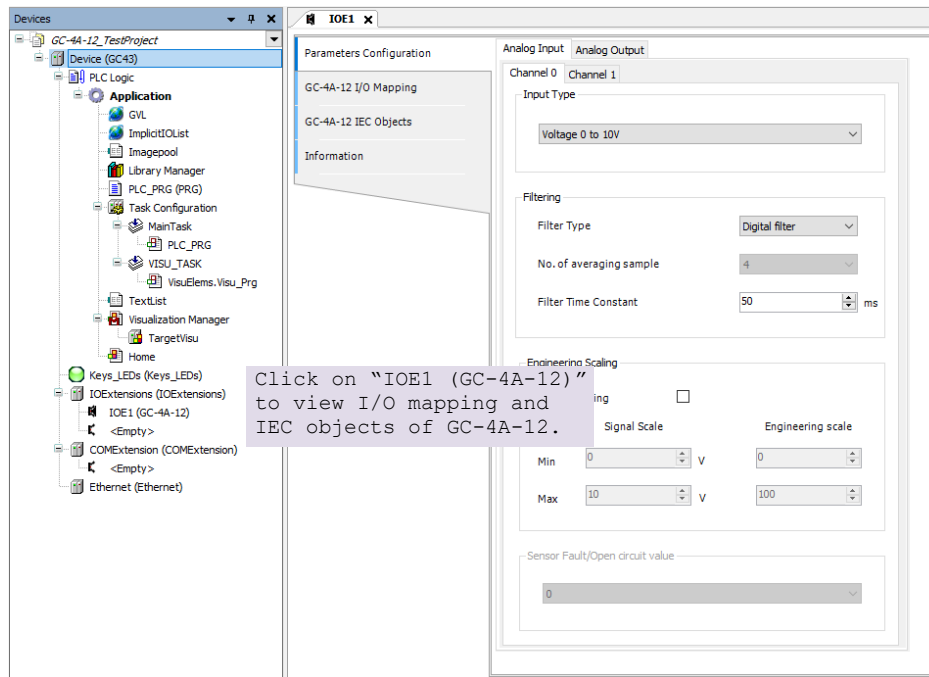 Devices
GC-4A-12_TestProject
Device (GC43)
PLC Logic
Application
GVL
ImplicitIOList
Imagepool
Library Manager
PLC_PRG (PRG)
Task Configuration
MainTask
PLC_PRG
VISU_TASK
VisuElems.Visu_Prg
TextList
Visualization Manager
TargetVisu
Home
Keys_LEDs (Keys_LEDs)
IOExtensions (IOExtensions)
IOE1 (GC-4A-12)
<Empty>
COMExtension (COMExtension)
<Empty>
Ethernet (Ethernet)
IOE1
Parameters Configuration
GC-4A-12 I/O Mapping
GC-4A-12 IEC Objects
Information
Analog Input Analog Output
Channel 0 Channel 1
Input Type
Voltage 0 to 10V
Filtering
Filter Type Digital filter
No. of averaging sample 4
Filter Time Constant 50 ms
Engineering Scaling
Click on “IOE1 (GC-4A-12)”
to view I/O mapping and
IEC objects of GC-4A-12.
Signal Scale Engineering scale
Min 0 V 0
Max 10 V 100
Sensor Fault/Open circuit value
0